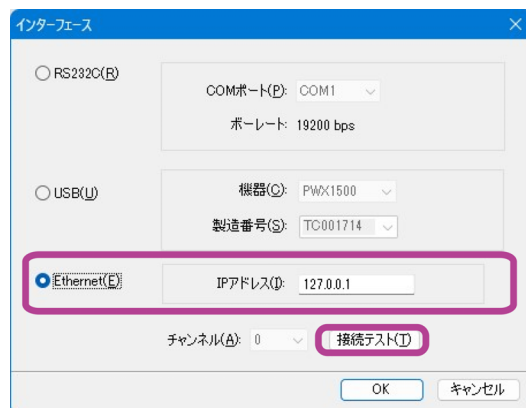 インターフェース
RS232C(R)
COMポート(P): COM1
ボーレート: 19200 bps
USB(U)
機器(C): PWX1500
製造番号(S): TC001714
Ethernet(E)
IPアドレス(I): 127.0.0.1
チャンネル(A): 0
接続テスト(T)
OK キャンセル